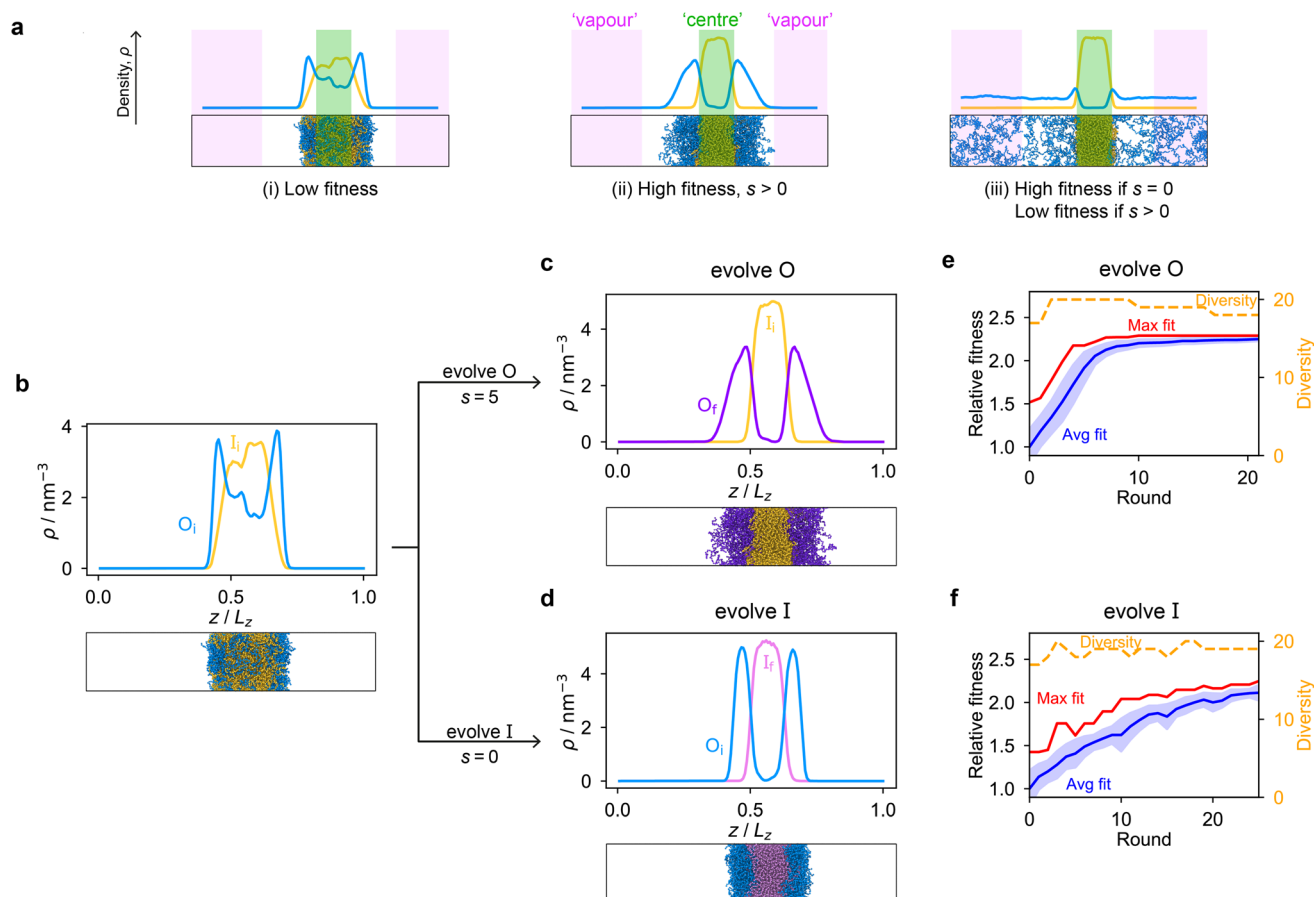 a
Density, ρ
'vapour'
'centre'
'vapour'
(i) Low fitness
(ii) High fitness, s > 0
(iii) High fitness if s = 0
Low fitness if s > 0
b
4
2
0
ρ / nm⁻³
Iᵢ
Oᵢ
0.0
0.5
1.0
z / L_z
evolve O
s = 5
evolve I
s = 0
c
evolve O
4
2
0
ρ / nm⁻³
Iᵢ
O_f
0.0
0.5
1.0
z / L_z
d
evolve I
4
2
0
ρ / nm⁻³
I_f
Oᵢ
0.0
0.5
1.0
z / L_z
e
evolve O
Relative fitness
2.5
2.0
1.5
1.0
Diversity
Max fit
Avg fit
20
10
0
Diversity
0
10
20
Round
f
evolve I
Relative fitness
2.5
2.0
1.5
1.0
Diversity
Max fit
Avg fit
20
10
0
Diversity
0
10
20
Round